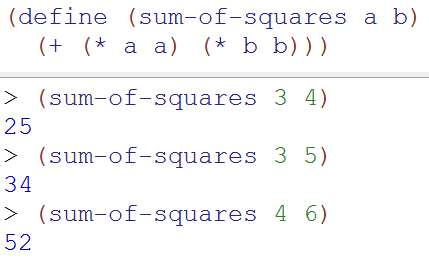 (define (sum-of-squares a b)
  (+ (* a a) (* b b)))
> (sum-of-squares 3 4)
25
> (sum-of-squares 3 5)
34
> (sum-of-squares 4 6)
52